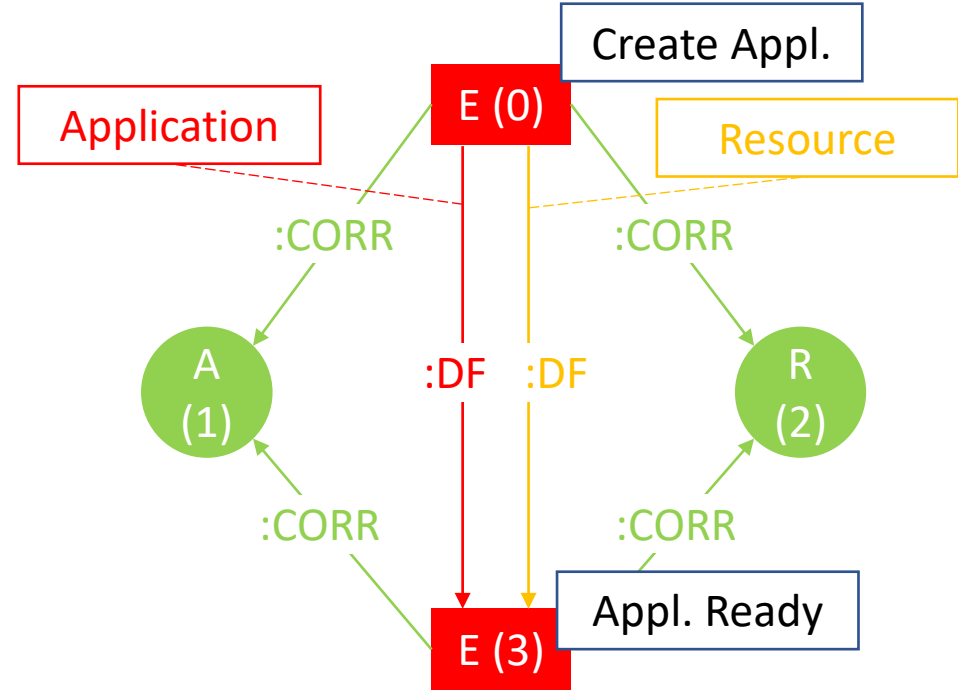 Create Appl.
E (0)
Application
Resource
:CORR
:CORR
A
(1)
:DF
:DF
R
(2)
:CORR
:CORR
Appl. Ready
E (3)